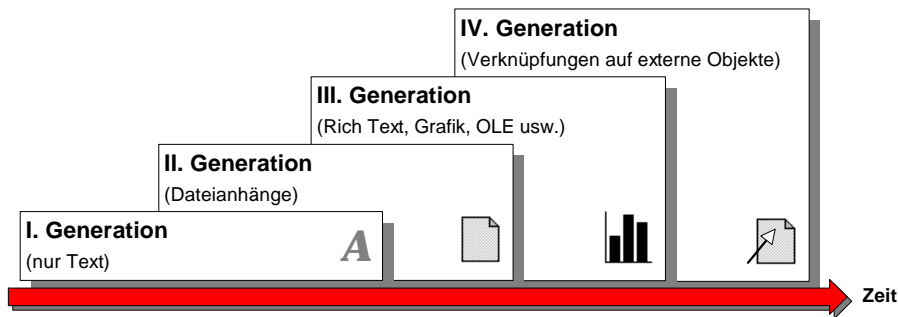 IV. Generation
(Verknüpfungen auf externe Objekte)
III. Generation
(Rich Text, Grafik, OLE usw.)
II. Generation
(Dateianhänge)
I. Generation
(nur Text)
A
Zeit